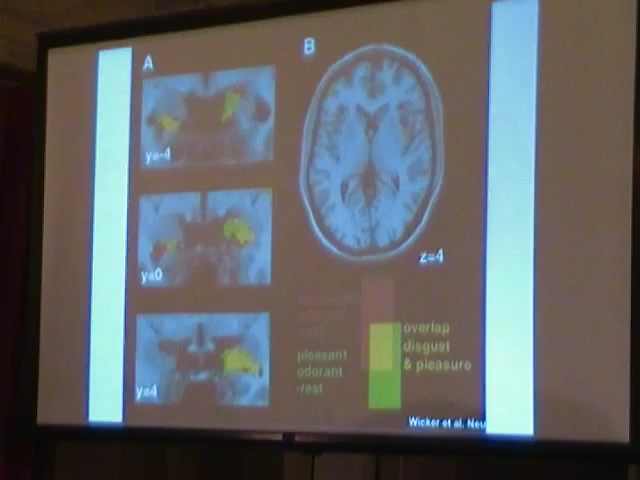 A
B
y=-4
z=4
y=0
y=4
overlap
disgust
& pleasure
pleasant
odorant
-rest
Wicker et al. Neu